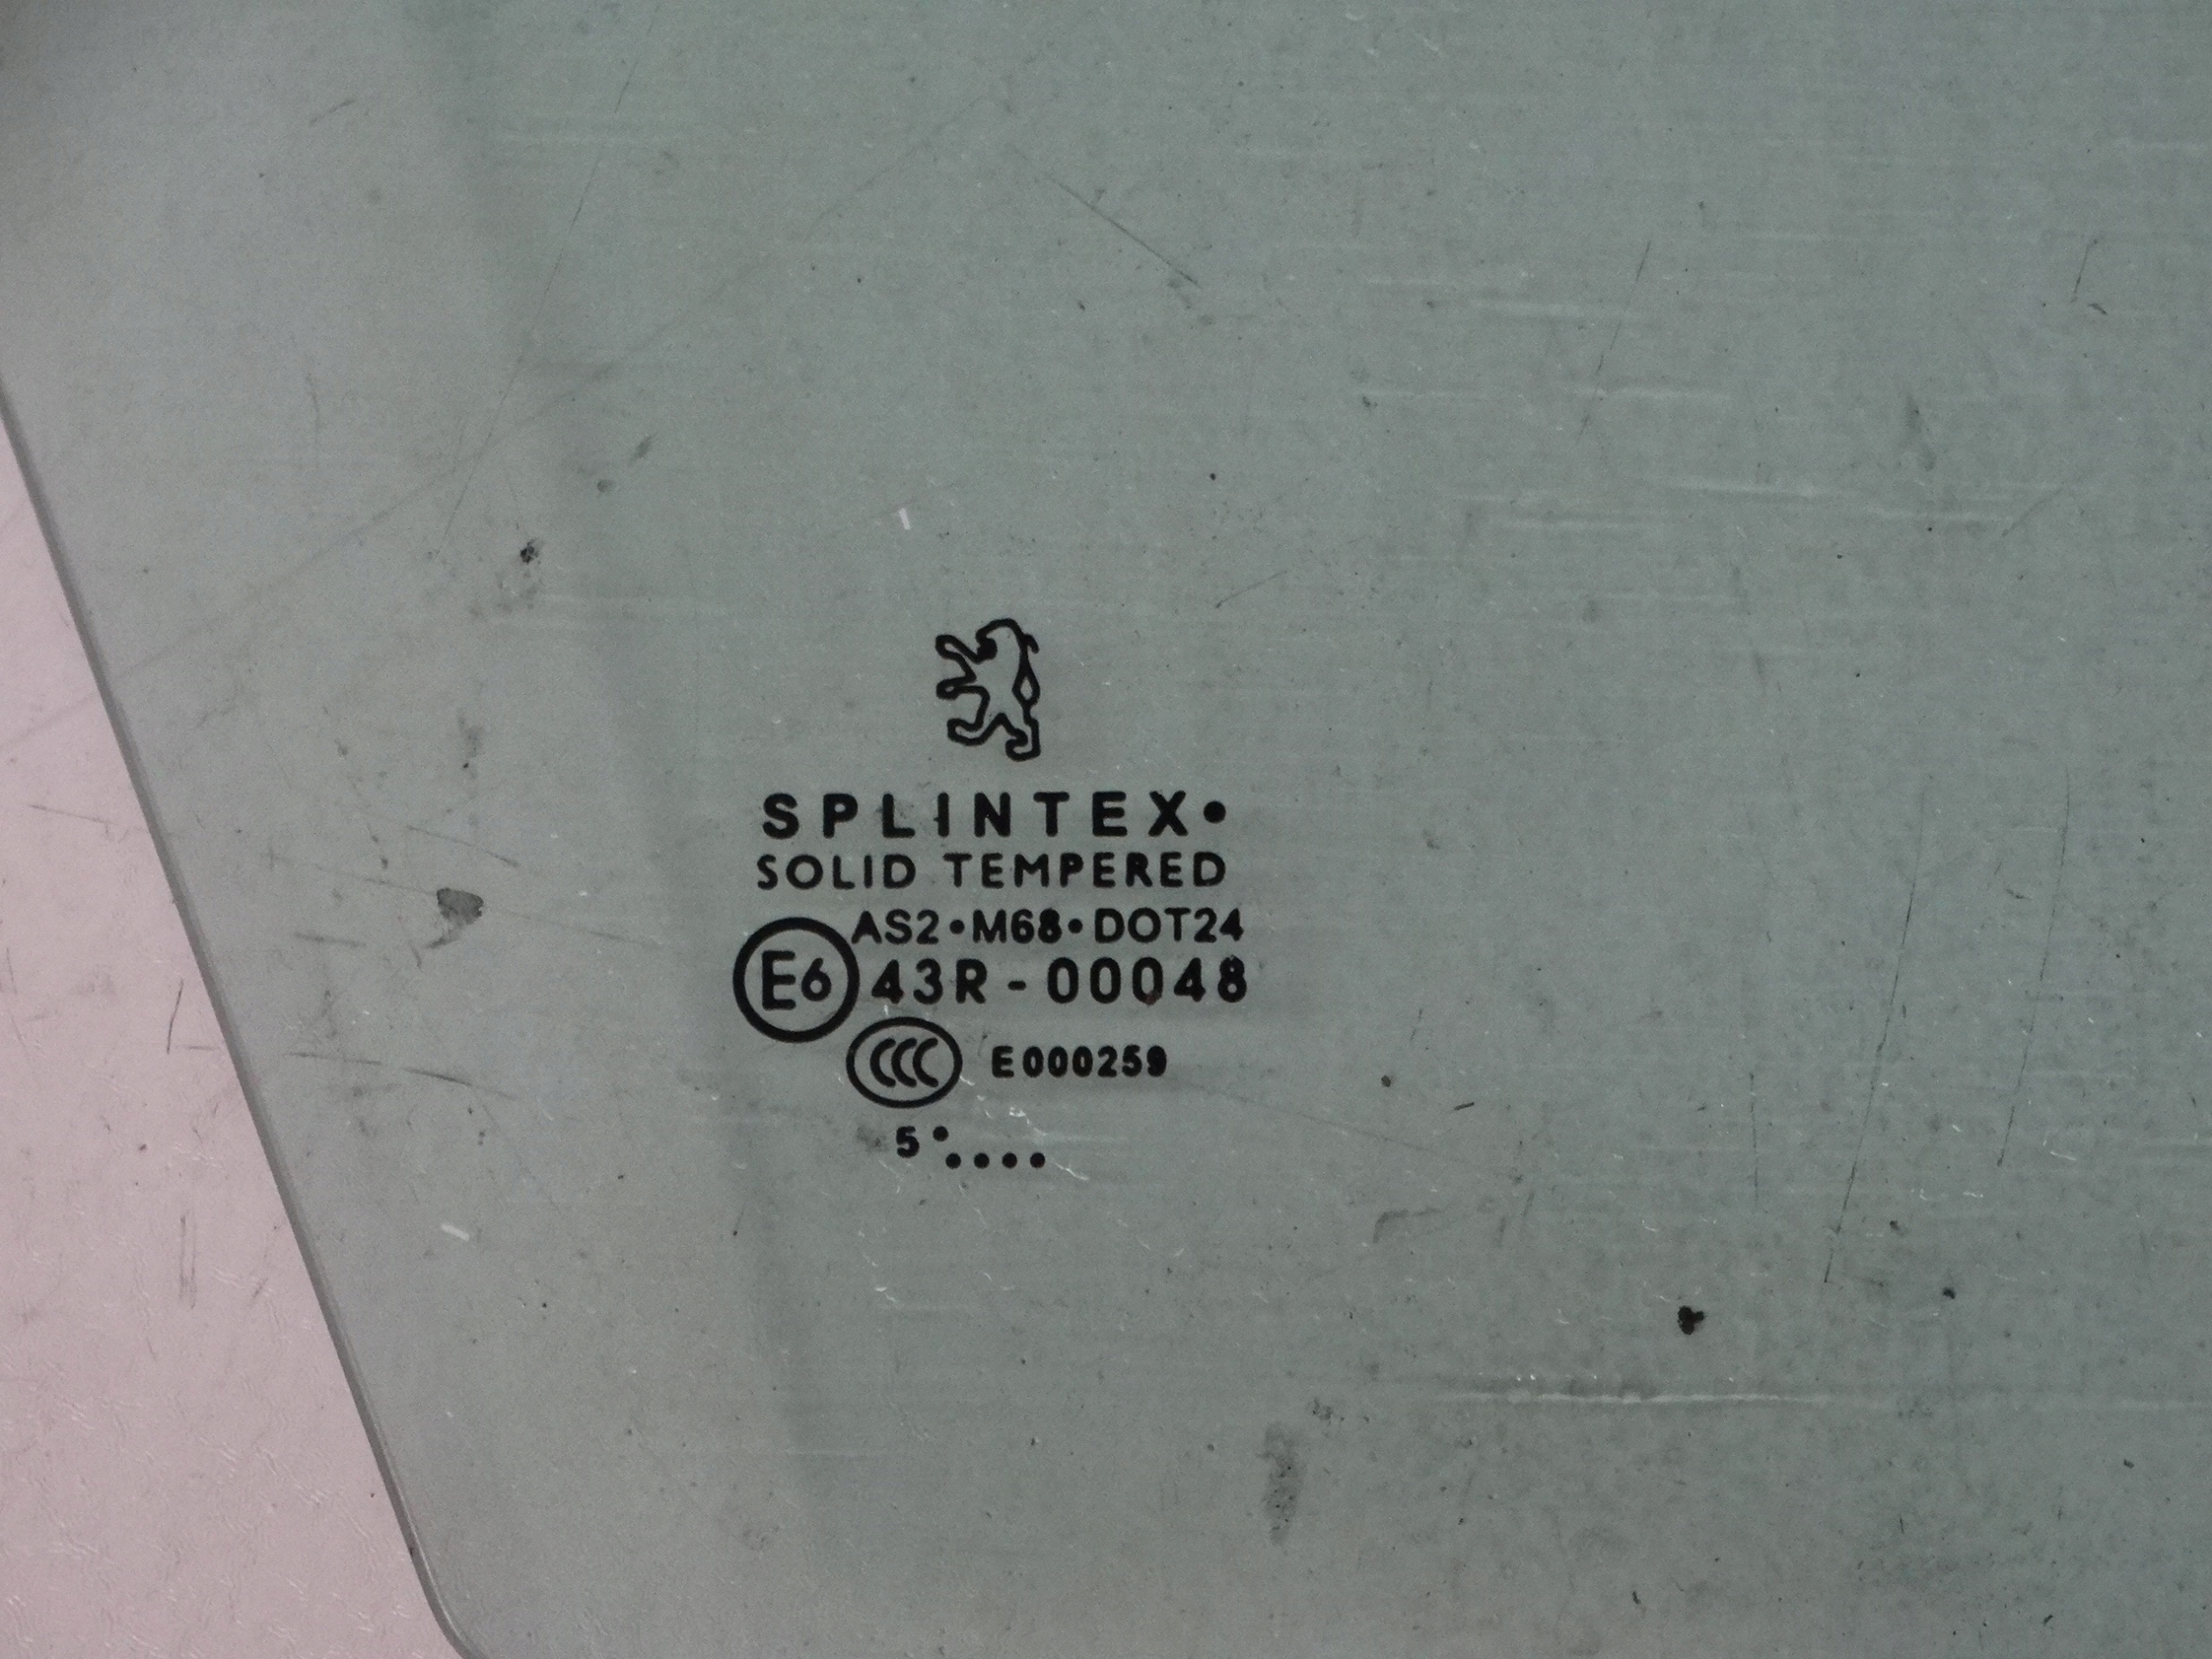 SPLINTEX•
SOLID TEMPERED
AS2•M68•DOT24
E6 43R-00048
CCC E000259
5 •....